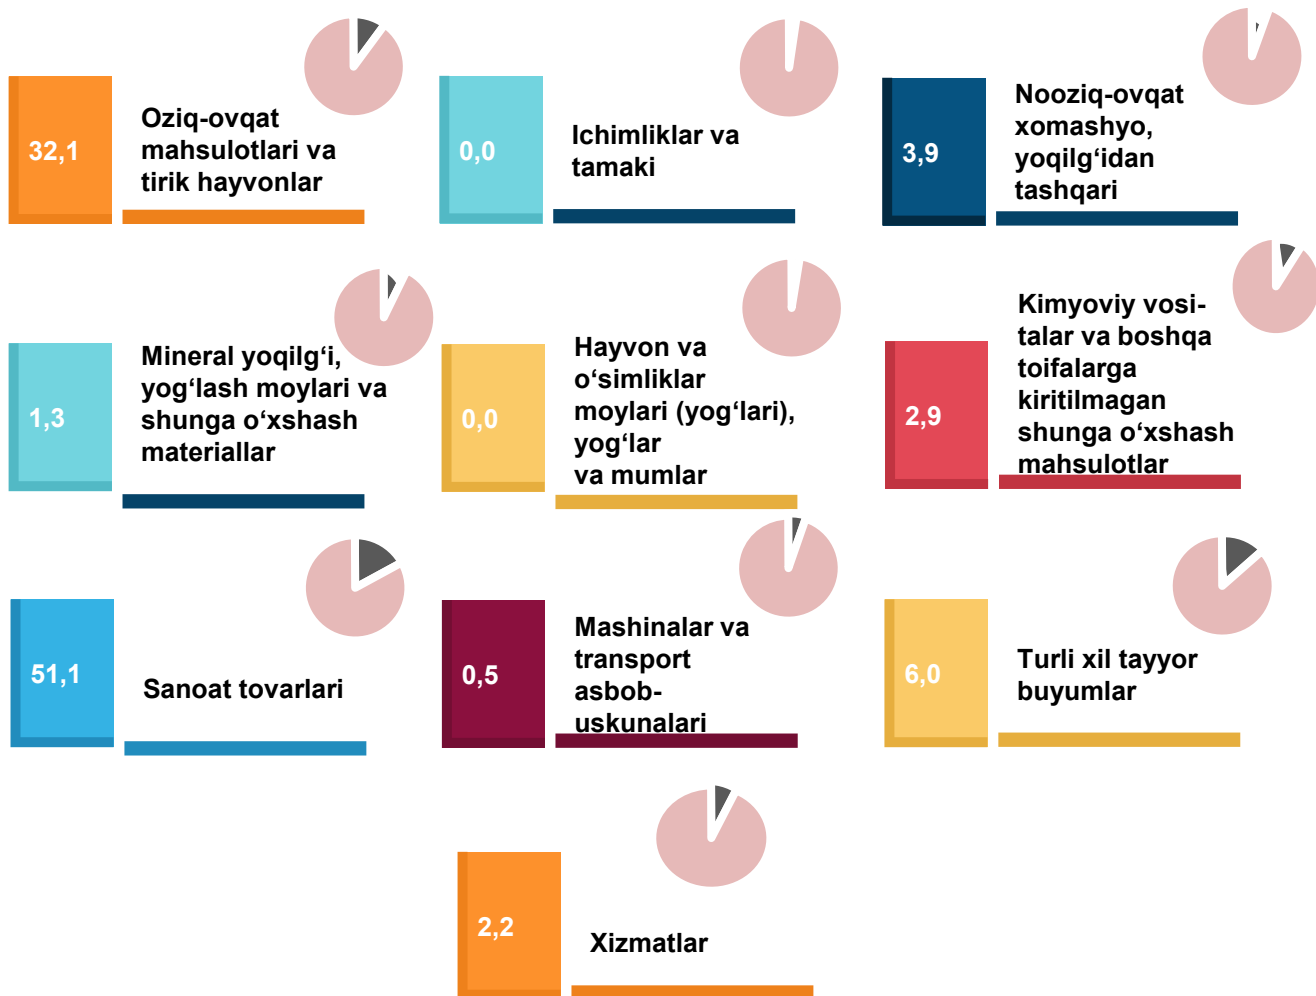 32,1
Oziq-ovqat
mahsulotlari va
tirik hayvonlar
0,0
Ichimliklar va
tamaki
3,9
Nooziq-ovqat
xomashyo,
yoqilg‘idan
tashqari
1,3
Mineral yoqilg‘i,
yog‘lash moylari va
shunga o‘xshash
materiallar
0,0
Hayvon va
o‘simliklar
moylari (yog‘lari),
yog‘lar
va mumlar
2,9
Kimyoviy vosi-
talar va boshqa
toifalarga
kiritilmagan
shunga o‘xshash
mahsulotlar
51,1
Sanoat tovarlari
0,5
Mashinalar va
transport
asbob-
uskunalari
6,0
Turli xil tayyor
buyumlar
2,2
Xizmatlar